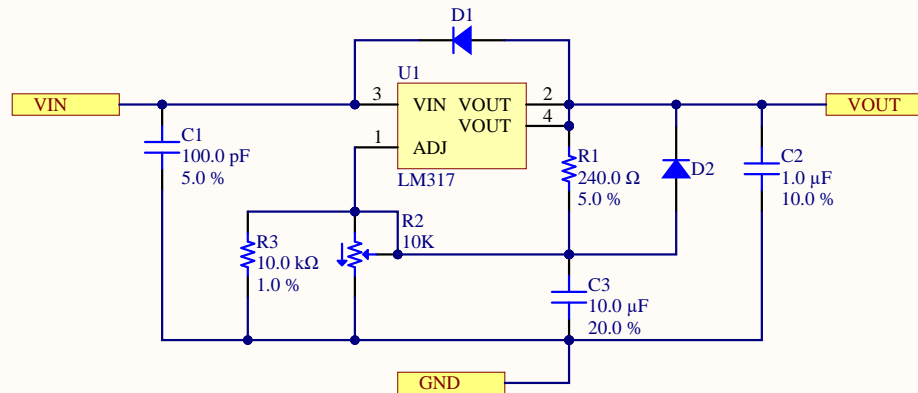 D1
U1
VIN
3
VIN VOUT
2
VOUT
VOUT
4
1
ADJ
LM317
C1
100.0 pF
5.0 %
R1
240.0 Ω
5.0 %
D2
C2
1.0 µF
10.0 %
R2
10K
R3
10.0 kΩ
1.0 %
C3
10.0 µF
20.0 %
GND